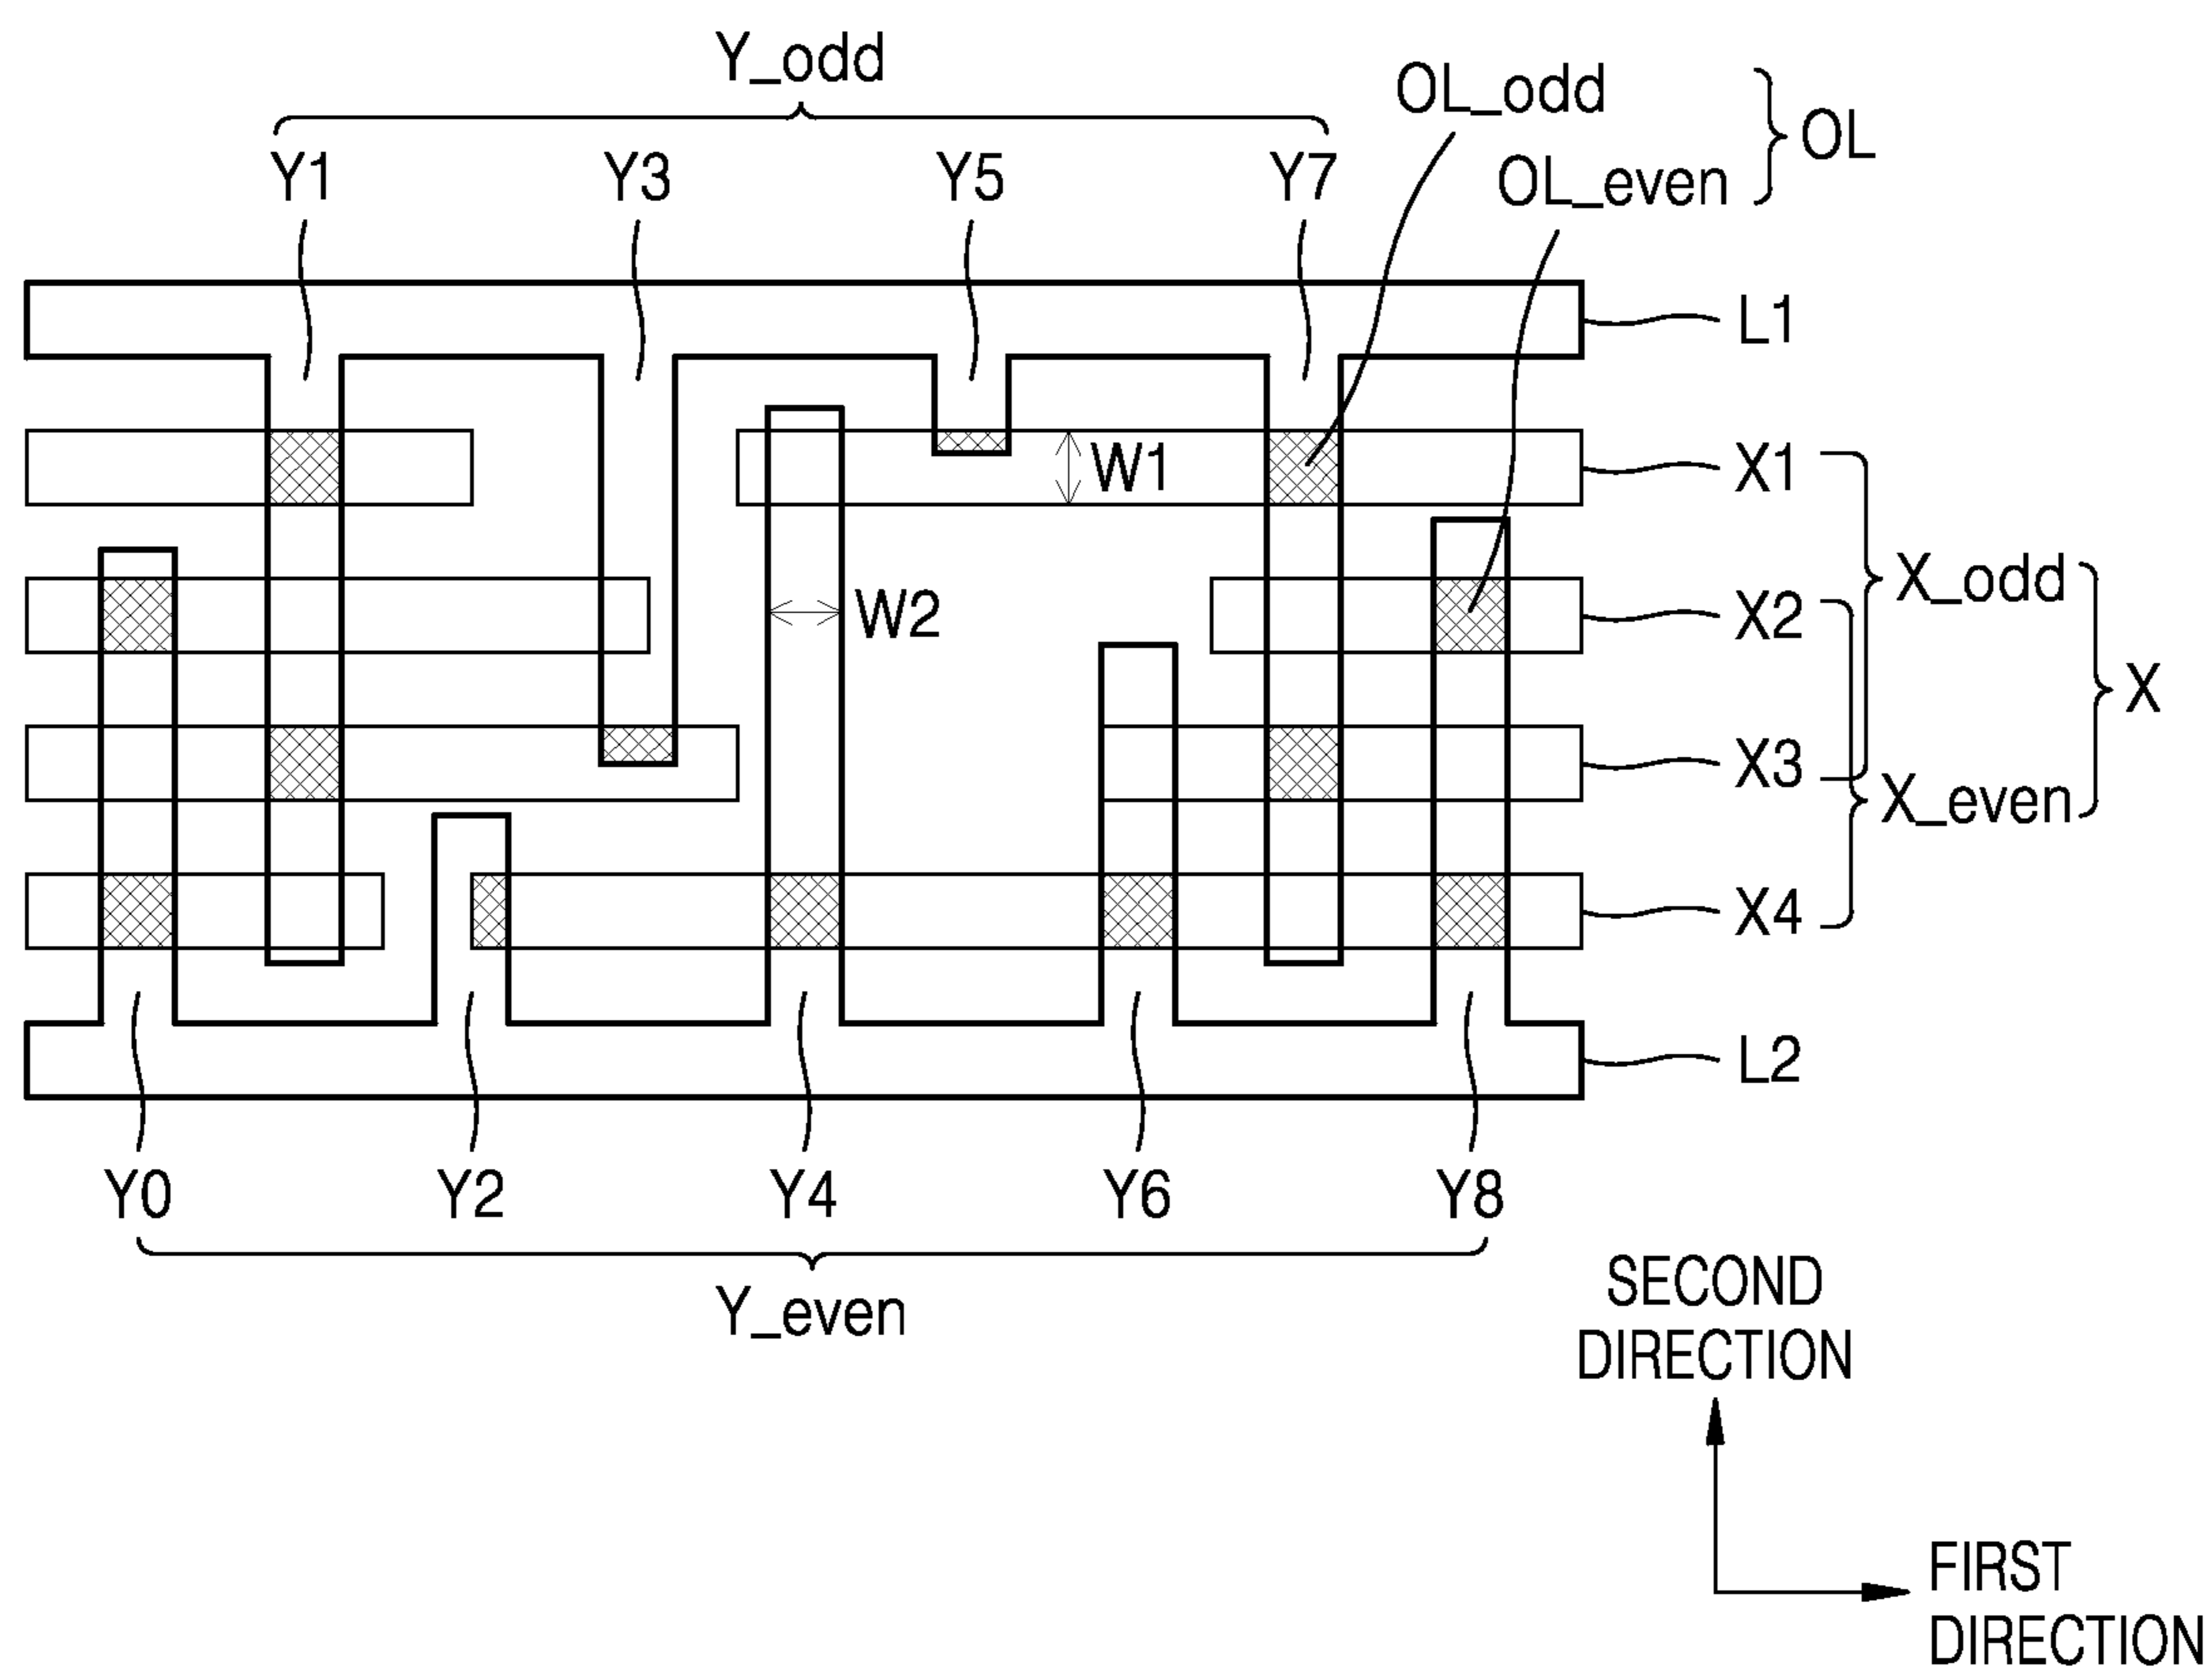 Y_odd
OL_odd
OL
OL_even
Y1
Y3
Y5
Y7
L1
W1
X1
X_odd
W2
X2
X
X3
X_even
X4
L2
Y0
Y2
Y4
Y6
Y8
Y_even
SECOND
DIRECTION
FIRST
DIRECTION